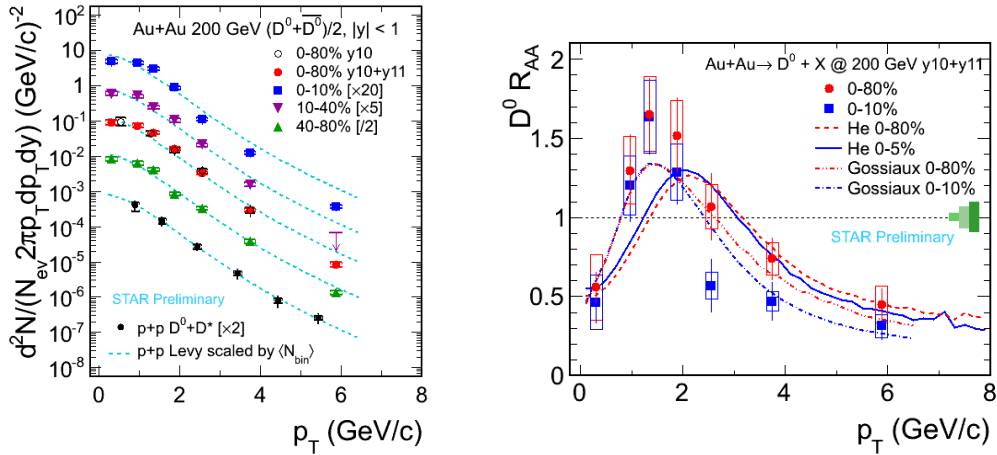 Au+Au 200 GeV (D⁰+D̅⁰)/2, |y| < 1
0-80% y10
0-80% y10+y11
0-10% [×20]
10-40% [×5]
40-80% [/2]
d²N/(N_ev 2πp_T dp_T dy) (GeV/c)⁻²
10²
10
1
10⁻¹
10⁻²
10⁻³
10⁻⁴
10⁻⁵
10⁻⁶
10⁻⁷
STAR Preliminary
p+p D⁰+D* [×2]
p+p Levy scaled by ⟨N_bin⟩
0 2 4 6 8
p_T (GeV/c)
Au+Au→ D⁰ + X @ 200 GeV y10+y11
0-80%
0-10%
He 0-80%
He 0-5%
Gossiaux 0-80%
Gossiaux 0-10%
STAR Preliminary
D⁰ R_AA
2
1.5
1
0.5
0
0 2 4 6 8
p_T (GeV/c)